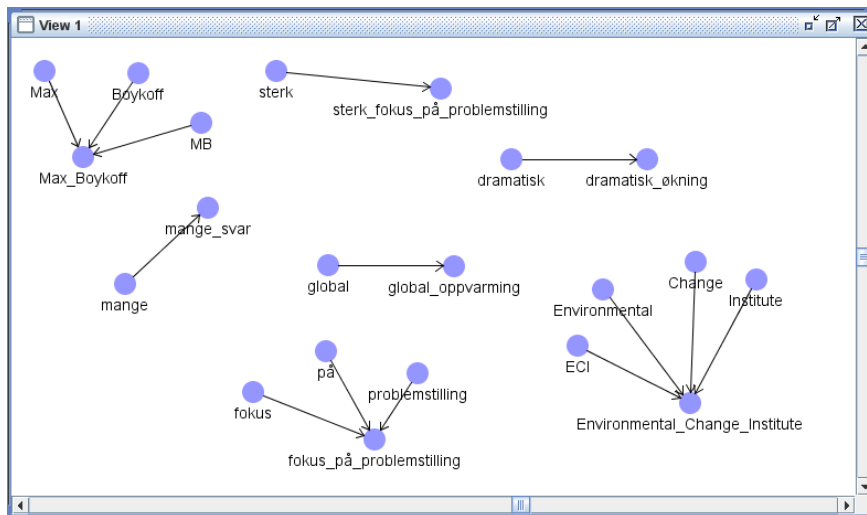 View 1
Max
Boykoff
MB
Max_Boykoff
sterk
sterk_fokus_på_problemstilling
dramatisk
dramatisk_økning
mange_svar
mange
global
global_oppvarming
Change
Institute
Environmental
ECI
Environmental_Change_Institute
på
problemstilling
fokus
fokus_på_problemstilling